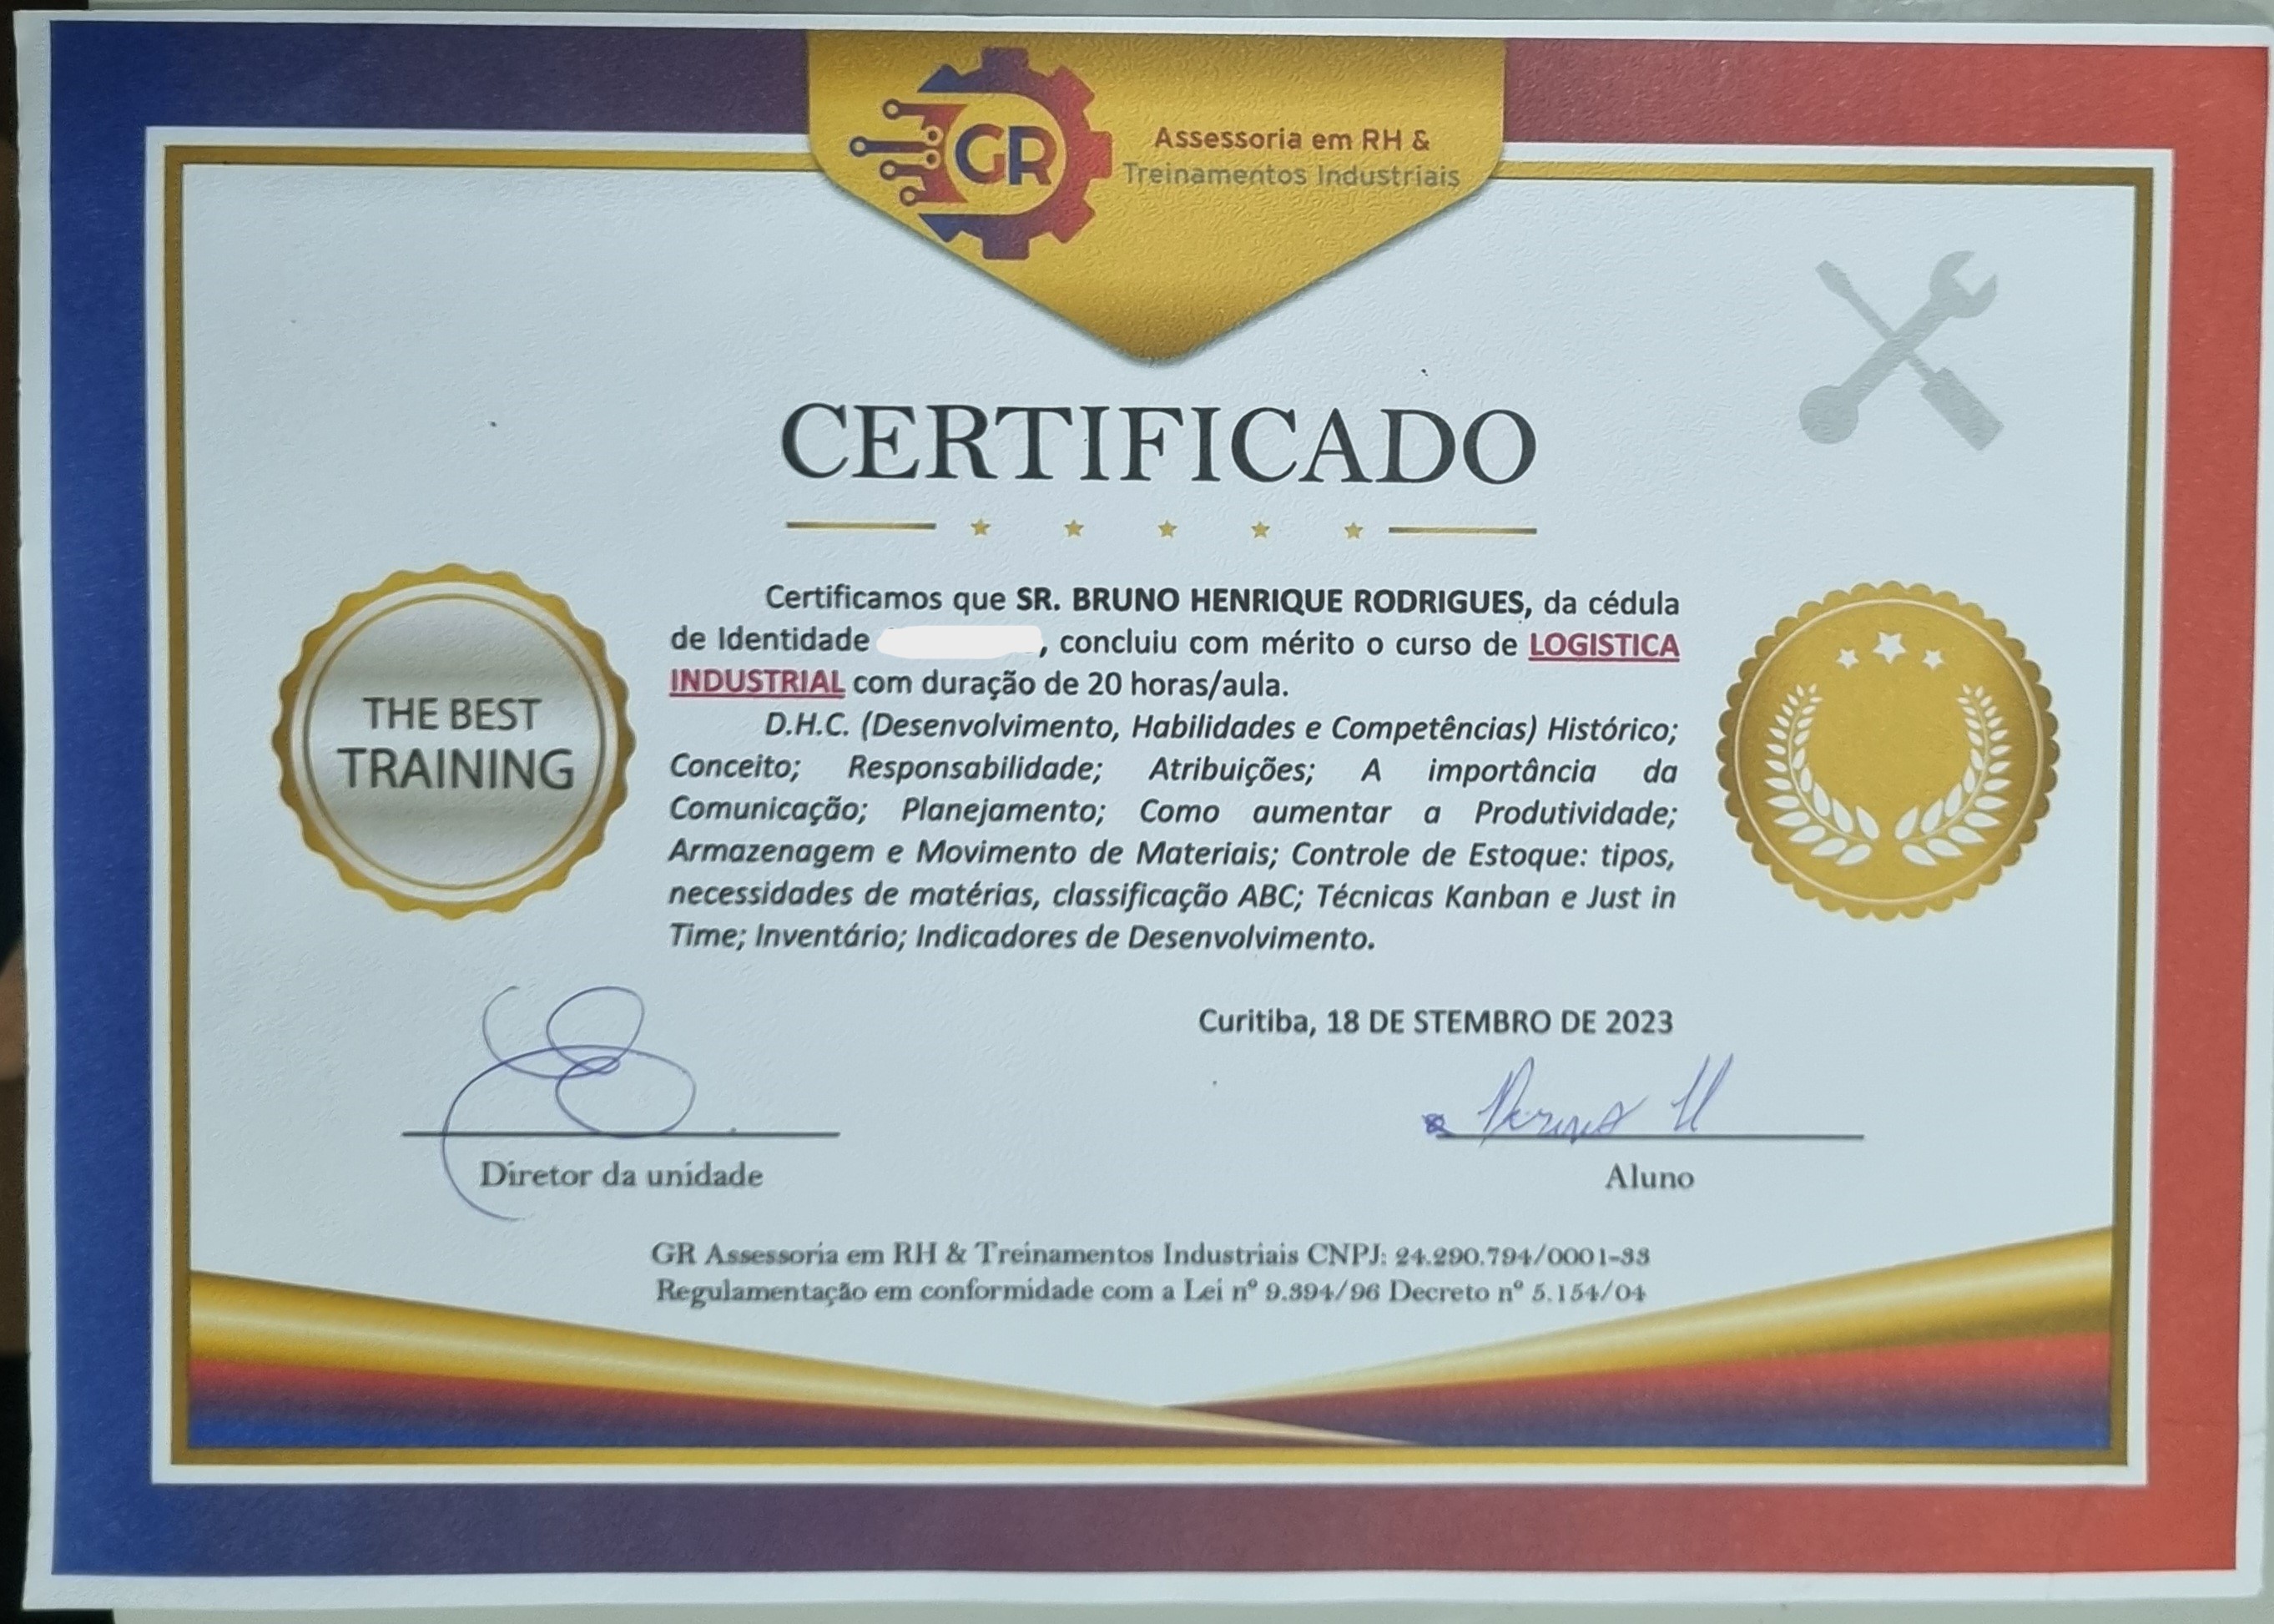 GR
Assessoria em RH &
Treinamentos Industriais
CERTIFICADO
Certificamos que SR. BRUNO HENRIQUE RODRIGUES, da cédula
de Identidade , concluiu com mérito o curso de LOGISTICA
INDUSTRIAL com duração de 20 horas/aula.
D.H.C. (Desenvolvimento, Habilidades e Competências) Histórico;
Conceito; Responsabilidade; Atribuições; A importância da
Comunicação; Planejamento; Como aumentar a Produtividade;
Armazenagem e Movimento de Materiais; Controle de Estoque: tipos,
necessidades de matérias, classificação ABC; Técnicas Kanban e Just in
Time; Inventário; Indicadores de Desenvolvimento.
THE BEST
TRAINING
Curitiba, 18 DE STEMBRO DE 2023
Diretor da unidade
Aluno
GR Assessoria em RH & Treinamentos Industriais CNPJ: 24.290.794/0001-33
Regulamentação em conformidade com a Lei nº 9.394/96 Decreto nº 5.154/04